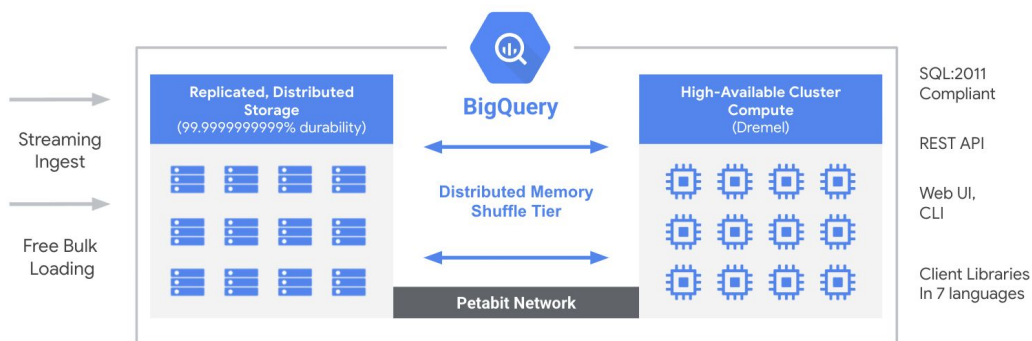 Streaming
Ingest
Free Bulk
Loading
Replicated, Distributed
Storage
(99.9999999999% durability)
BigQuery
Distributed Memory
Shuffle Tier
Petabit Network
High-Available Cluster
Compute
(Dremel)
SQL:2011
Compliant
REST API
Web UI,
CLI
Client Libraries
In 7 languages